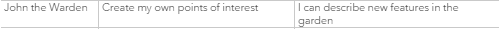 John the Warden
Create my own points of interest
I can describe new features in the
garden